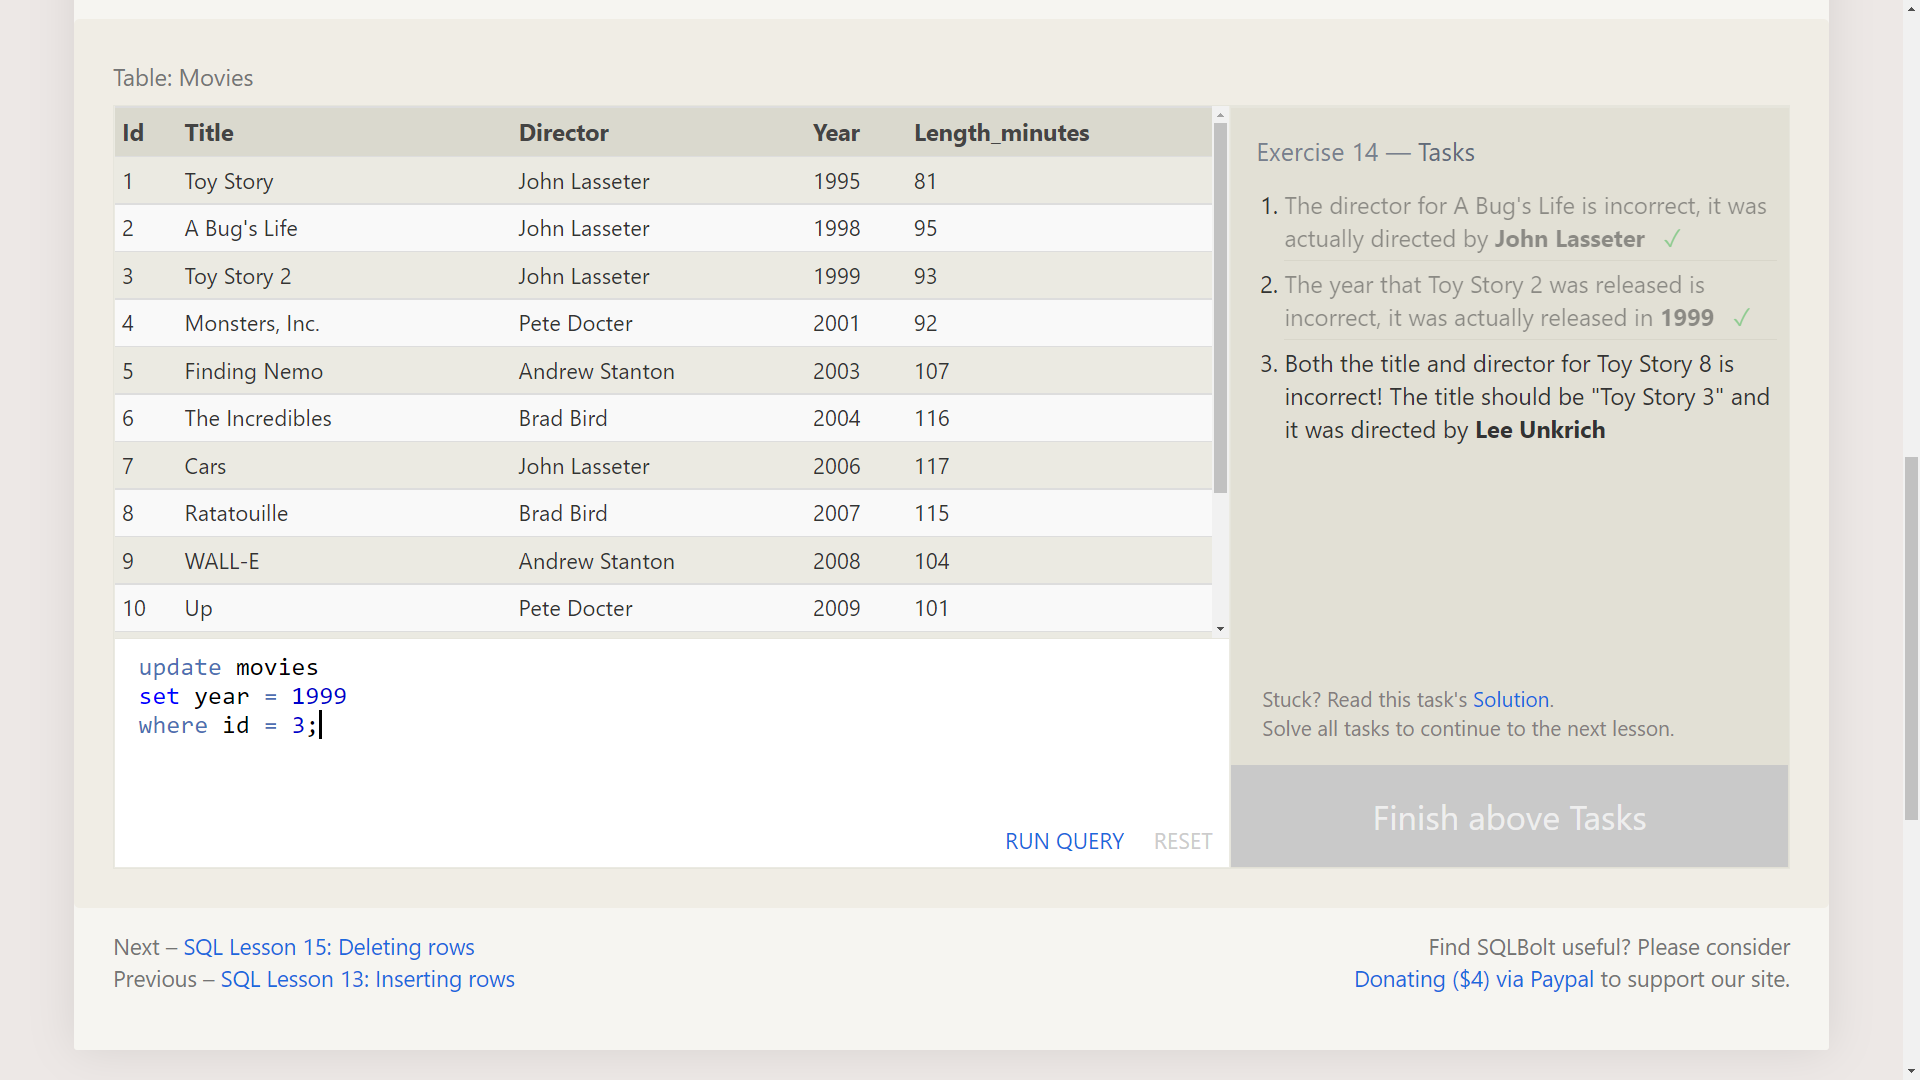 Table: Movies
Id Title Director Year Length_minutes
1 Toy Story John Lasseter 1995 81
2 A Bug's Life John Lasseter 1998 95
3 Toy Story 2 John Lasseter 1999 93
4 Monsters, Inc. Pete Docter 2001 92
5 Finding Nemo Andrew Stanton 2003 107
6 The Incredibles Brad Bird 2004 116
7 Cars John Lasseter 2006 117
8 Ratatouille Brad Bird 2007 115
9 WALL-E Andrew Stanton 2008 104
10 Up Pete Docter 2009 101
update movies
set year = 1999
where id = 3;
RUN QUERY RESET
Exercise 14 — Tasks
1. The director for A Bug's Life is incorrect, it was
actually directed by John Lasseter ✓
2. The year that Toy Story 2 was released is
incorrect, it was actually released in 1999 ✓
3. Both the title and director for Toy Story 8 is
incorrect! The title should be "Toy Story 3" and
it was directed by Lee Unkrich
Stuck? Read this task's Solution.
Solve all tasks to continue to the next lesson.
Finish above Tasks
Next – SQL Lesson 15: Deleting rows
Previous – SQL Lesson 13: Inserting rows
Find SQLBolt useful? Please consider
Donating ($4) via Paypal to support our site.